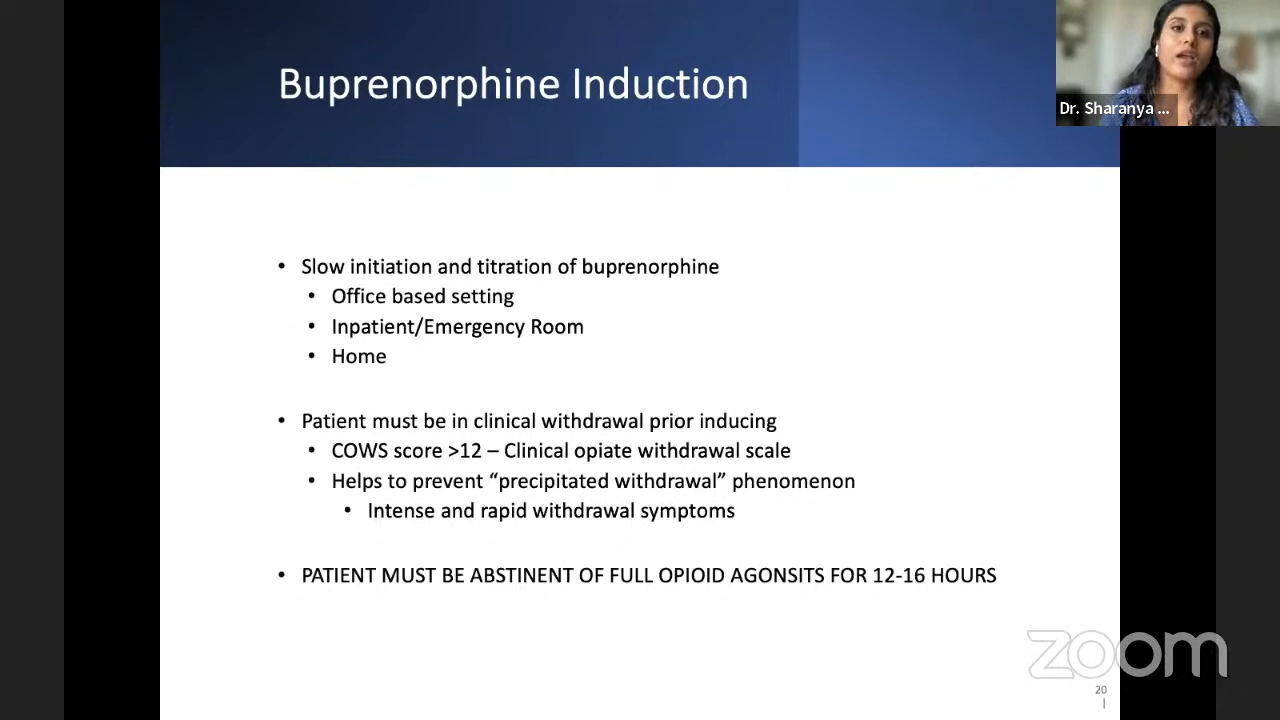 Buprenorphine Induction
Dr. Sharanya ...
• Slow initiation and titration of buprenorphine
• Office based setting
• Inpatient/Emergency Room
• Home
• Patient must be in clinical withdrawal prior inducing
• COWS score >12 – Clinical opiate withdrawal scale
• Helps to prevent “precipitated withdrawal” phenomenon
• Intense and rapid withdrawal symptoms
• PATIENT MUST BE ABSTINENT OF FULL OPIOID AGONSITS FOR 12-16 HOURS
zoom
20
|